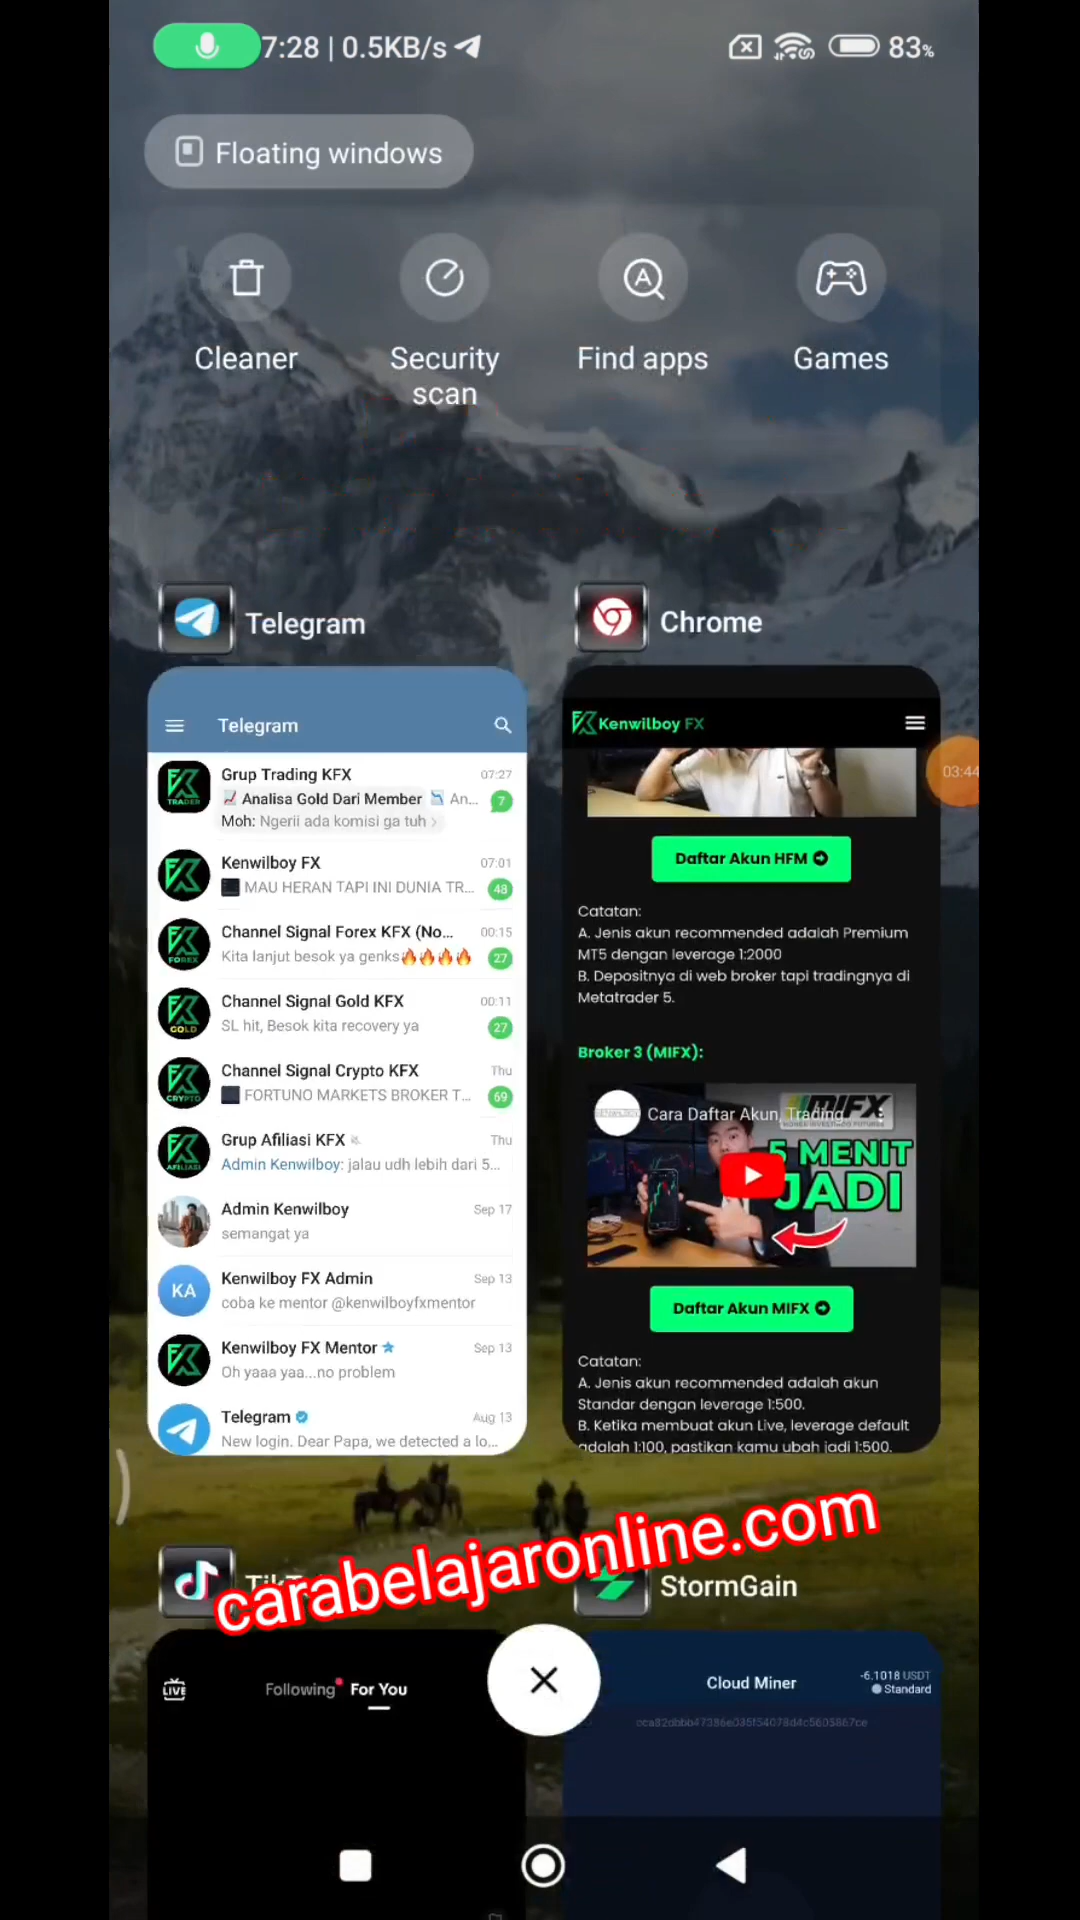 7:28 | 0.5KB/s
83%
Floating windows
Cleaner
Security scan
Find apps
Games
Telegram
Telegram
Grup Trading KFX 07:27
📈 Analisa Gold Dari Member 📉 An... 7
Moh: Ngerii ada komisi ga tuh >
TRADER
Kenwilboy FX 07:01
MAU HERAN TAPI INI DUNIA TR... 48
Channel Signal Forex KFX (No... 00:15
Kita lanjut besok ya genks🔥🔥🔥🔥 27
FOREX
Channel Signal Gold KFX 00:11
SL hit, Besok kita recovery ya 27
GOLD
Channel Signal Crypto KFX Thu
FORTUNO MARKETS BROKER T... 69
CRYPTO
Grup Afiliasi KFX Thu
Admin Kenwilboy: jalau udh lebih dari 5...
AFILIASI
Admin Kenwilboy Sep 17
semangat ya
KA
Kenwilboy FX Admin Sep 13
coba ke mentor @kenwilboyfxmentor
Kenwilboy FX Mentor Sep 13
Oh yaaa yaa...no problem
Telegram Aug 13
New login. Dear Papa, we detected a lo...
Chrome
Kenwilboy FX
03:44
Daftar Akun HFM
Catatan:
A. Jenis akun recommended adalah Premium
MT5 dengan leverage 1:2000
B. Depositnya di web broker tapi tradingnya di
Metatrader 5.
Broker 3 (MIFX):
Cara Daftar Akun, Trading
MIFX
5 MENIT
JADI
Daftar Akun MIFX
Catatan:
A. Jenis akun recommended adalah akun
Standar dengan leverage 1:500.
B. Ketika membuat akun Live, leverage default
adalah 1:100, pastikan kamu ubah jadi 1:500.
carabelajaronline.com
StormGain
LIVE
Following
For You
Cloud Miner
-6.1018 USDT
Standard